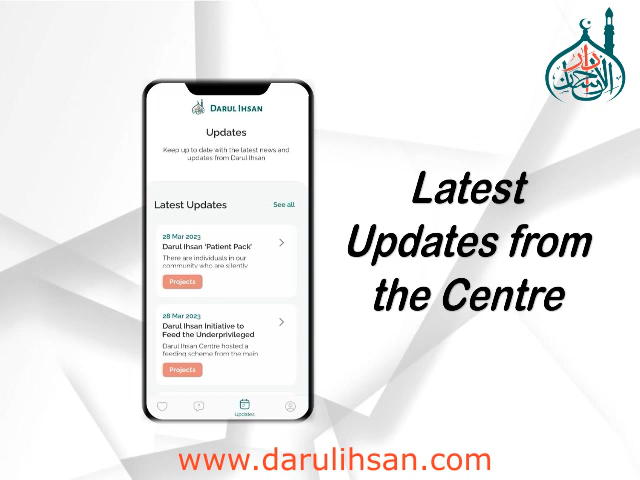 دار
الإحسان
DARUL IHSAN
Updates
Keep up to date with the latest news and
updates from Darul Ihsan
Latest Updates
See all
28 Mar 2023
Darul Ihsan 'Patient Pack'
There are individuals in our
community who are silently
Projects
28 Mar 2023
Darul Ihsan Initiative to
Feed the Underprivileged
Darul Ihsan Centre hosted a
feeding scheme from the main
Projects
Updates
Latest
Updates from
the Centre
www.darulihsan.com